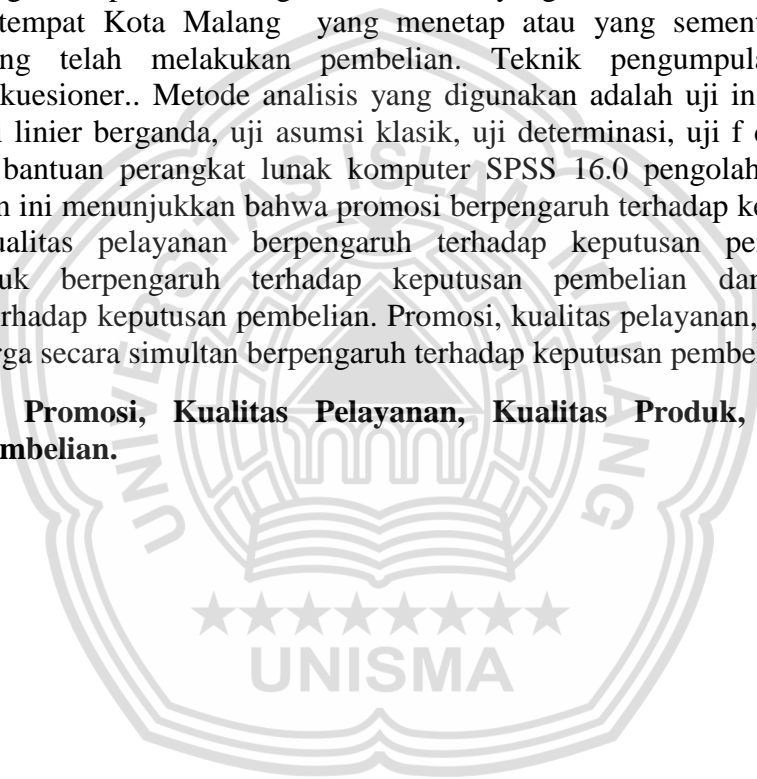 tempat Kota Malang yang menetap atau yang sement
ng telah melakukan pembelian. Teknik pengumpula
kuesioner.. Metode analisis yang digunakan adalah uji in
i linier berganda, uji asumsi klasik, uji determinasi, uji f
bantuan perangkat lunak komputer SPSS 16.0 pengolah
n ini menunjukkan bahwa promosi berpengaruh terhadap ke
ualitas pelayanan berpengaruh terhadap keputusan pe
uk berpengaruh terhadap keputusan pembelian dan
rhadap keputusan pembelian. Promosi, kualitas pelayanan,
rga secara simultan berpengaruh terhadap keputusan pembe
Promosi, Kualitas Pelayanan, Kualitas Produk,
mbelian.
UNIVERSITAS ISLAM MALANG
UNISMA